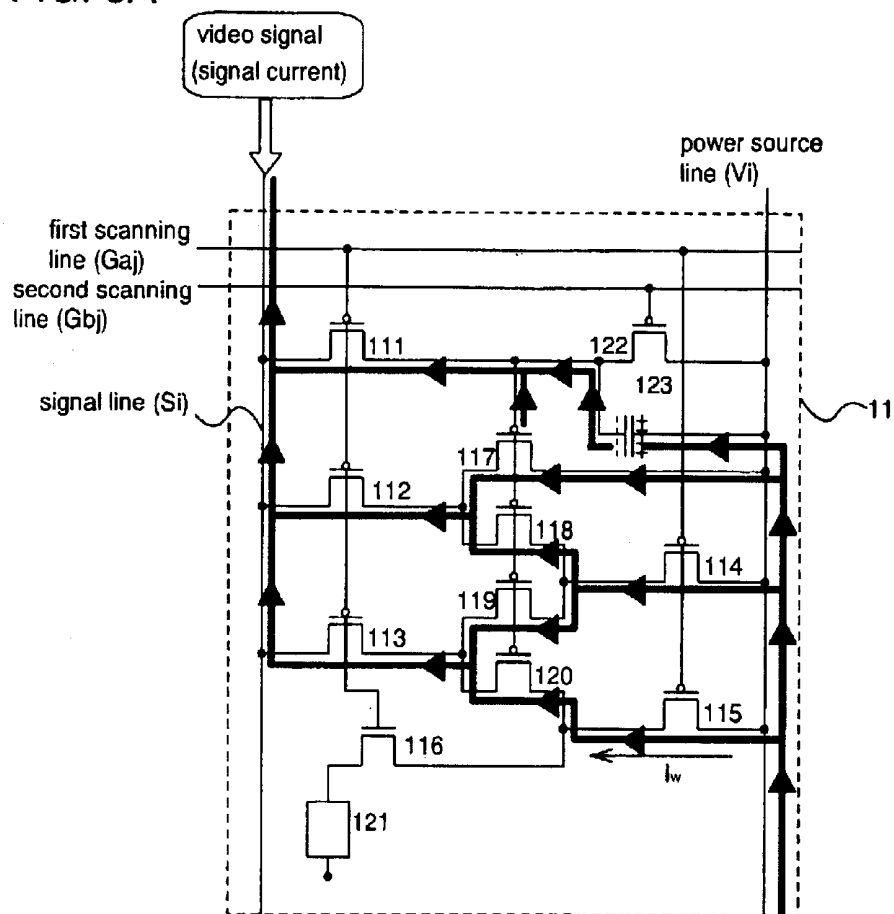 video signal
(signal current)
power source
line (Vi)
first scanning
line (Gaj)
second scanning
line (Gbj)
111
122
123
signal line (Si)
11
117
112
118
114
119
113
120
115
116
Iw
121